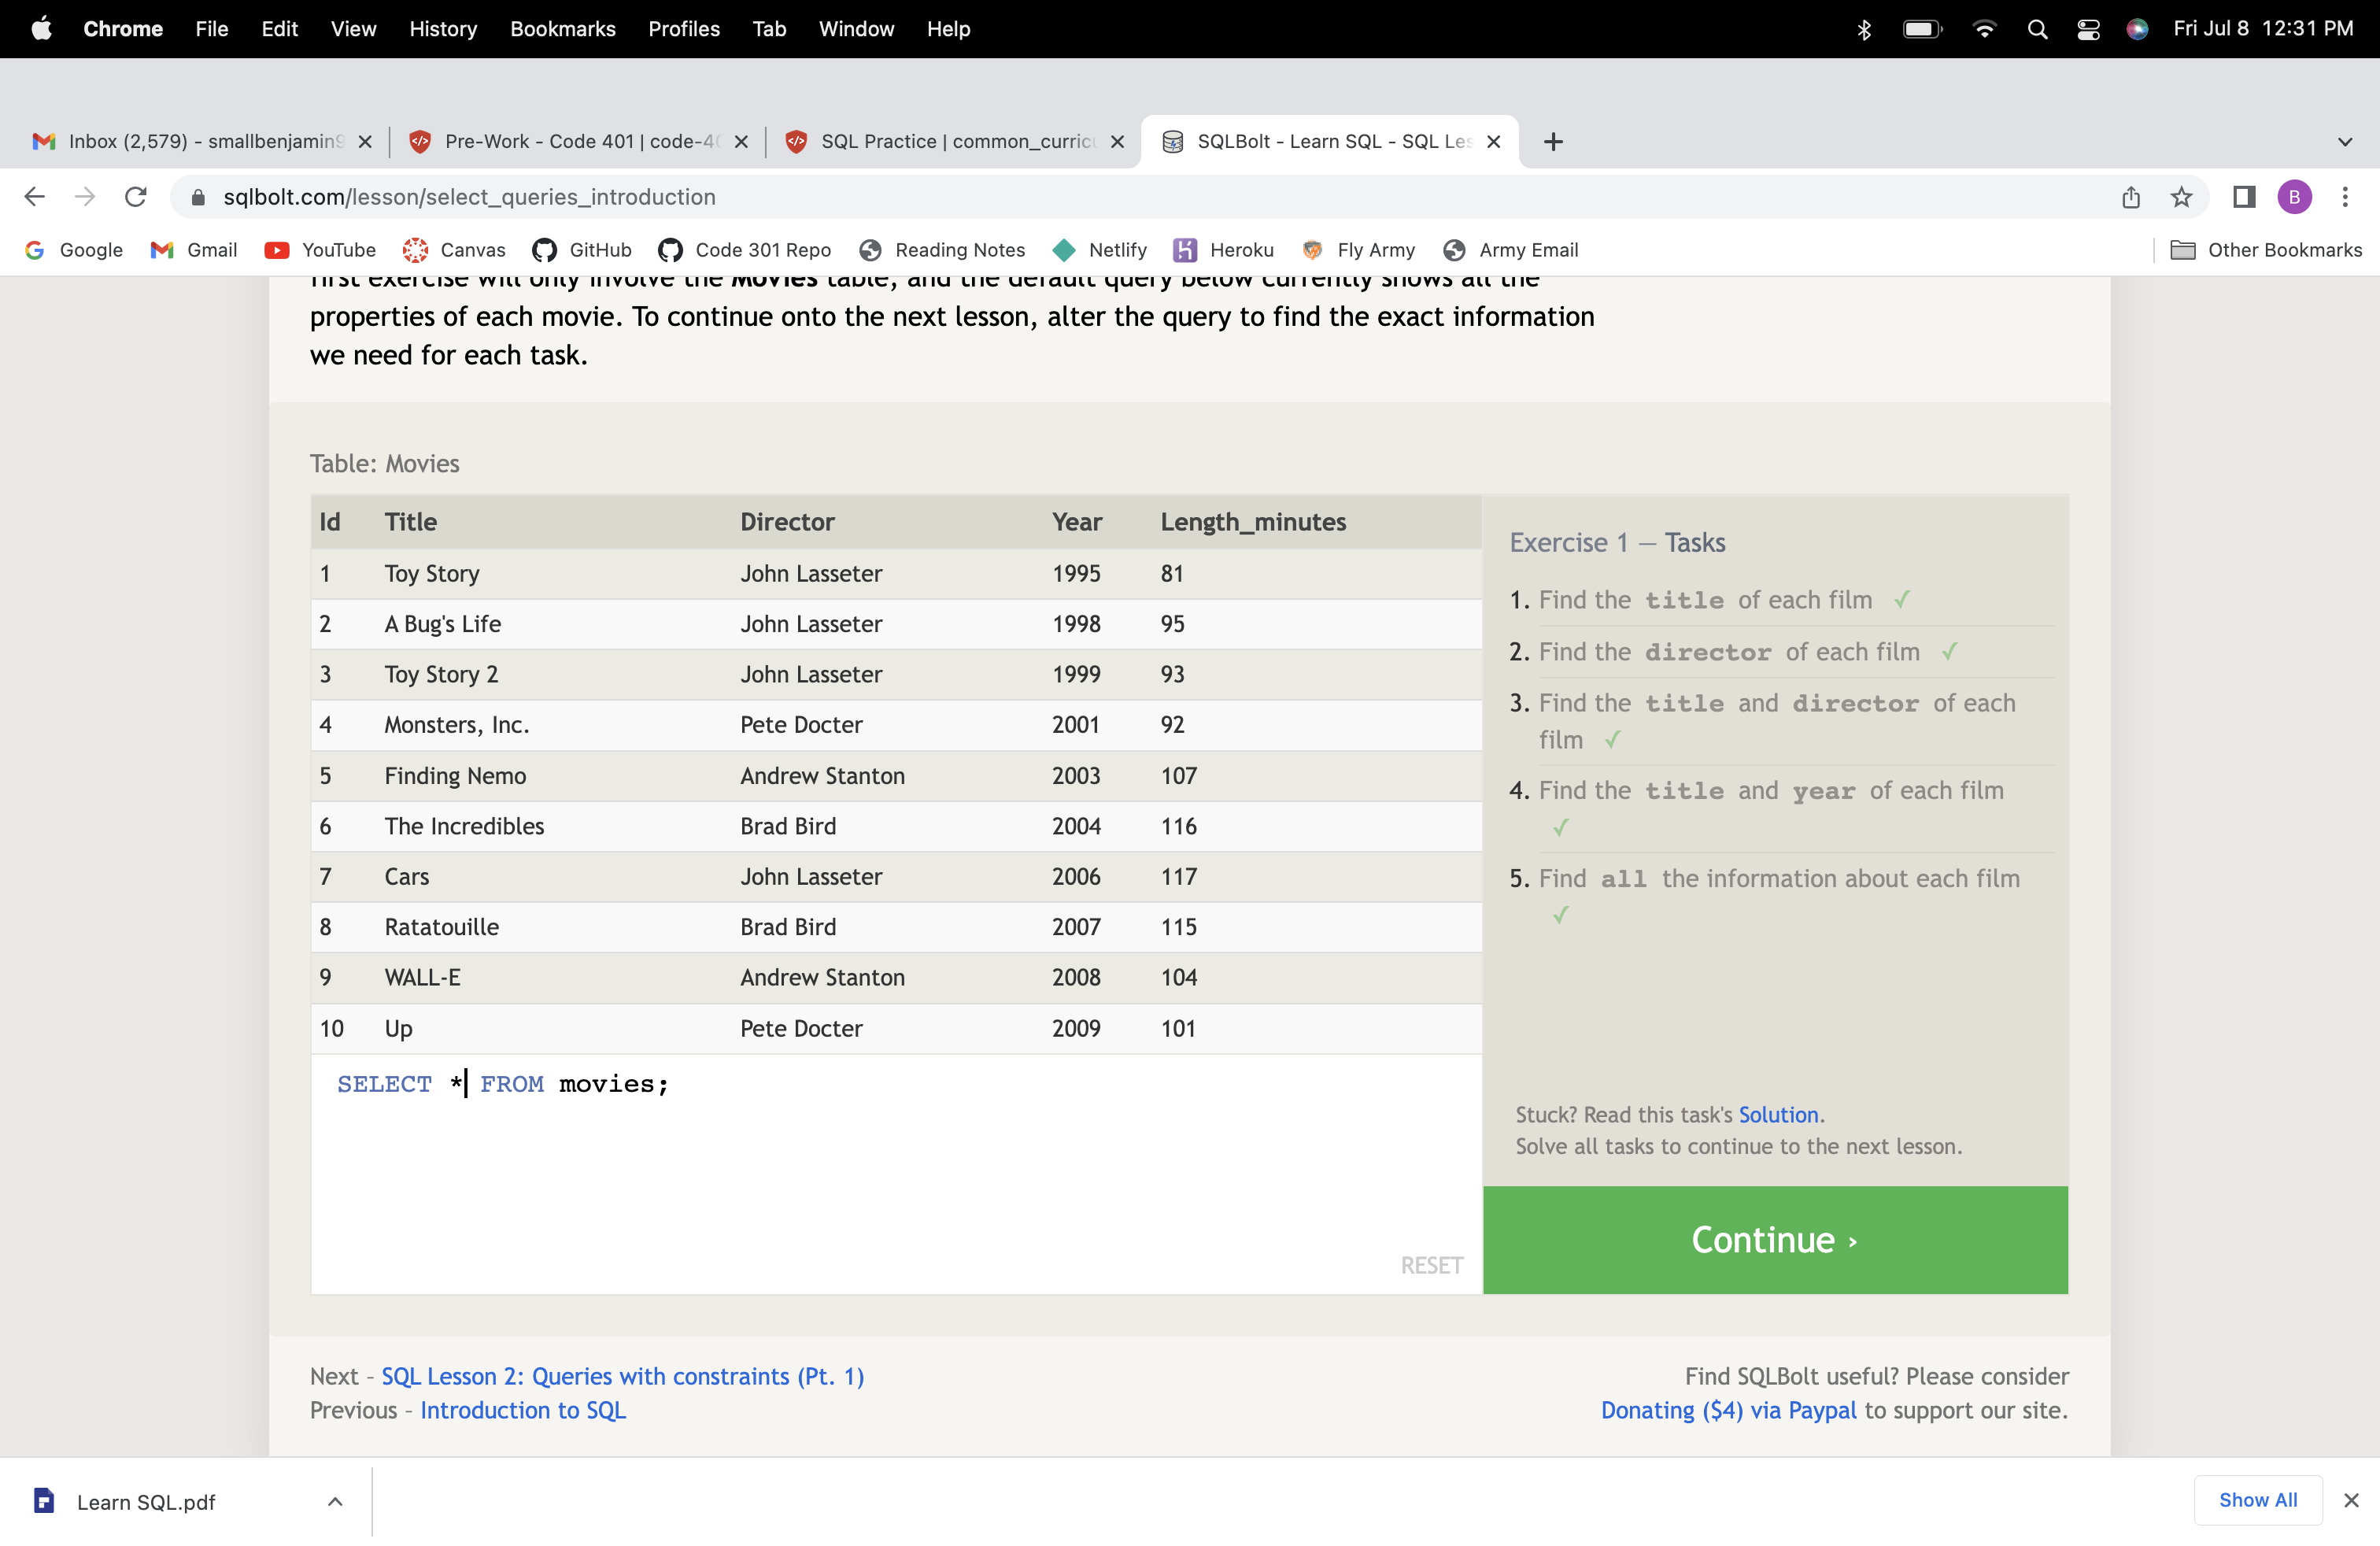 Chrome File Edit View History Bookmarks Profiles Tab Window Help Fri Jul 8 12:31 PM
Inbox (2,579) - smallbenjamin9 Pre-Work - Code 401 | code-40 SQL Practice | common_curric SQLBolt - Learn SQL - SQL Les
sqlbolt.com/lesson/select_queries_introduction B
Google Gmail YouTube Canvas GitHub Code 301 Repo Reading Notes Netlify Heroku Fly Army Army Email Other Bookmarks
first exercise will only involve the Movies table, and the default query below currently shows all the
properties of each movie. To continue onto the next lesson, alter the query to find the exact information
we need for each task.
Table: Movies
Id Title Director Year Length_minutes
1 Toy Story John Lasseter 1995 81
2 A Bug's Life John Lasseter 1998 95
3 Toy Story 2 John Lasseter 1999 93
4 Monsters, Inc. Pete Docter 2001 92
5 Finding Nemo Andrew Stanton 2003 107
6 The Incredibles Brad Bird 2004 116
7 Cars John Lasseter 2006 117
8 Ratatouille Brad Bird 2007 115
9 WALL-E Andrew Stanton 2008 104
10 Up Pete Docter 2009 101
SELECT * FROM movies;
RESET
Exercise 1 — Tasks
1. Find the title of each film ✓
2. Find the director of each film ✓
3. Find the title and director of each
film ✓
4. Find the title and year of each film
✓
5. Find all the information about each film
✓
Stuck? Read this task's Solution.
Solve all tasks to continue to the next lesson.
Continue ›
Next – SQL Lesson 2: Queries with constraints (Pt. 1)
Previous – Introduction to SQL
Find SQLBolt useful? Please consider
Donating ($4) via Paypal to support our site.
Learn SQL.pdf
Show All